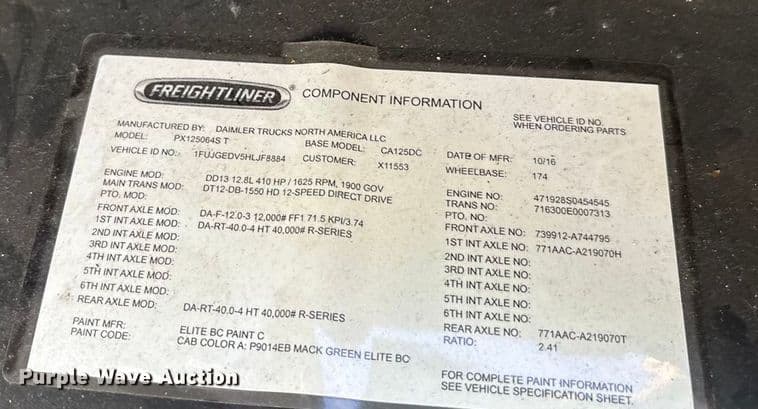 FREIGHTLINER® COMPONENT INFORMATION
SEE VEHICLE ID NO.
WHEN ORDERING PARTS
MANUFACTURED BY: DAIMLER TRUCKS NORTH AMERICA LLC
MODEL: PX125064S T BASE MODEL: CA125DC DATE OF MFR: 10/16
VEHICLE ID NO: 1FUJGEDV5HLJF8884 CUSTOMER: X11553 WHEELBASE: 174
ENGINE MOD: DD13 12.8L 410 HP / 1625 RPM, 1900 GOV ENGINE NO: 471928S0454545
MAIN TRANS MOD: DT12-DB-1550 HD 12-SPEED DIRECT DRIVE TRANS NO: 716300E0007313
PTO. MOD: PTO. NO:
FRONT AXLE MOD: DA-F-12.0-3 12,000# FF1 71.5 KPI/3.74 FRONT AXLE NO: 739912-A744795
1ST INT AXLE MOD: DA-RT-40.0-4 HT 40,000# R-SERIES 1ST INT AXLE NO: 771AAC-A219070H
2ND INT AXLE MOD: 2ND INT AXLE NO:
3RD INT AXLE MOD: 3RD INT AXLE NO:
4TH INT AXLE MOD: 4TH INT AXLE NO:
5TH INT AXLE MOD: 5TH INT AXLE NO:
6TH INT AXLE MOD: 6TH INT AXLE NO:
REAR AXLE MOD: DA-RT-40.0-4 HT 40,000# R-SERIES REAR AXLE NO: 771AAC-A219070T
RATIO: 2.41
PAINT MFR: ELITE BC PAINT C
PAINT CODE: CAB COLOR A: P9014EB MACK GREEN ELITE BC
FOR COMPLETE PAINT INFORMATION
SEE VEHICLE SPECIFICATION SHEET.
Purple Wave Auction